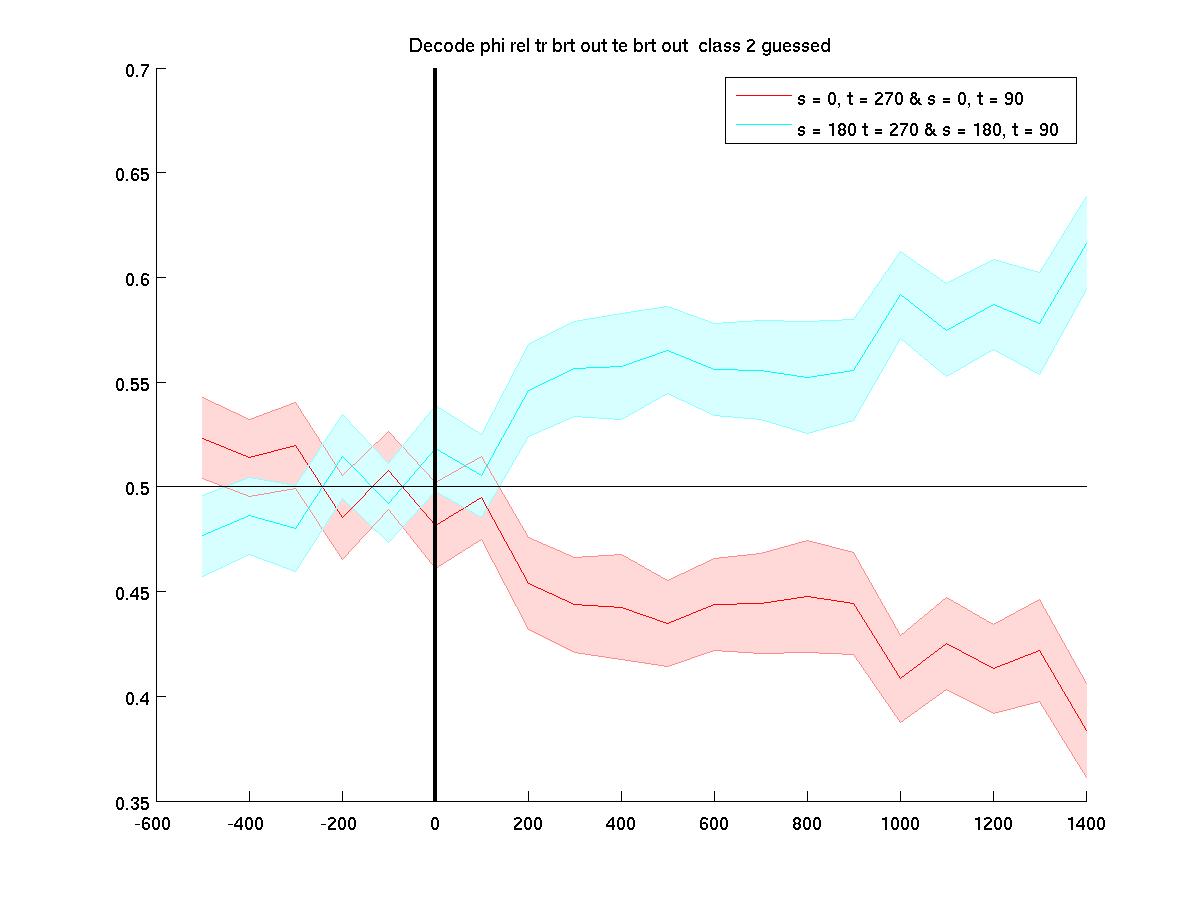 Decode phi rel tr brt out te brt out  class 2 guessed
0.7
s = 0, t = 270 & s = 0, t = 90
s = 180 t = 270 & s = 180, t = 90
0.65
0.6
0.55
0.5
0.45
0.4
0.35
-600 -400 -200 0 200 400 600 800 1000 1200 1400